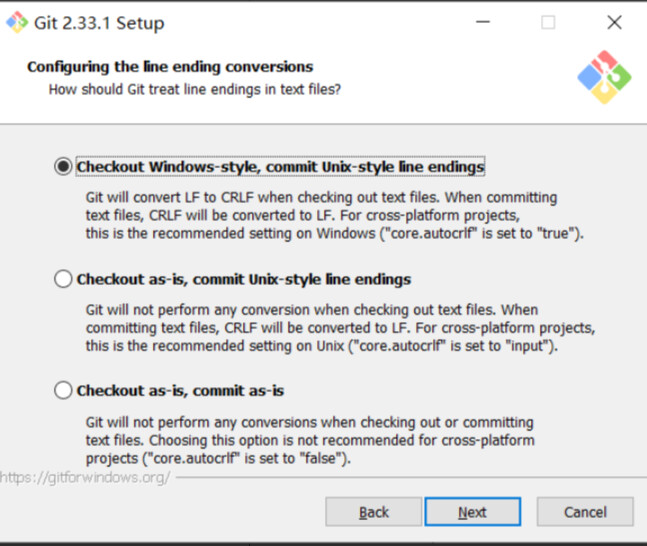 Git 2.33.1 Setup
Configuring the line ending conversions
How should Git treat line endings in text files?
Checkout Windows-style, commit Unix-style line endings
Git will convert LF to CRLF when checking out text files. When committing
text files, CRLF will be converted to LF. For cross-platform projects,
this is the recommended setting on Windows ("core.autocrlf" is set to "true").
Checkout as-is, commit Unix-style line endings
Git will not perform any conversion when checking out text files. When
committing text files, CRLF will be converted to LF. For cross-platform projects,
this is the recommended setting on Unix ("core.autocrlf" is set to "input").
Checkout as-is, commit as-is
Git will not perform any conversions when checking out or committing
text files. Choosing this option is not recommended for cross-platform
projects ("core.autocrlf" is set to "false").
https://gitforwindows.org/
Back Next Cancel